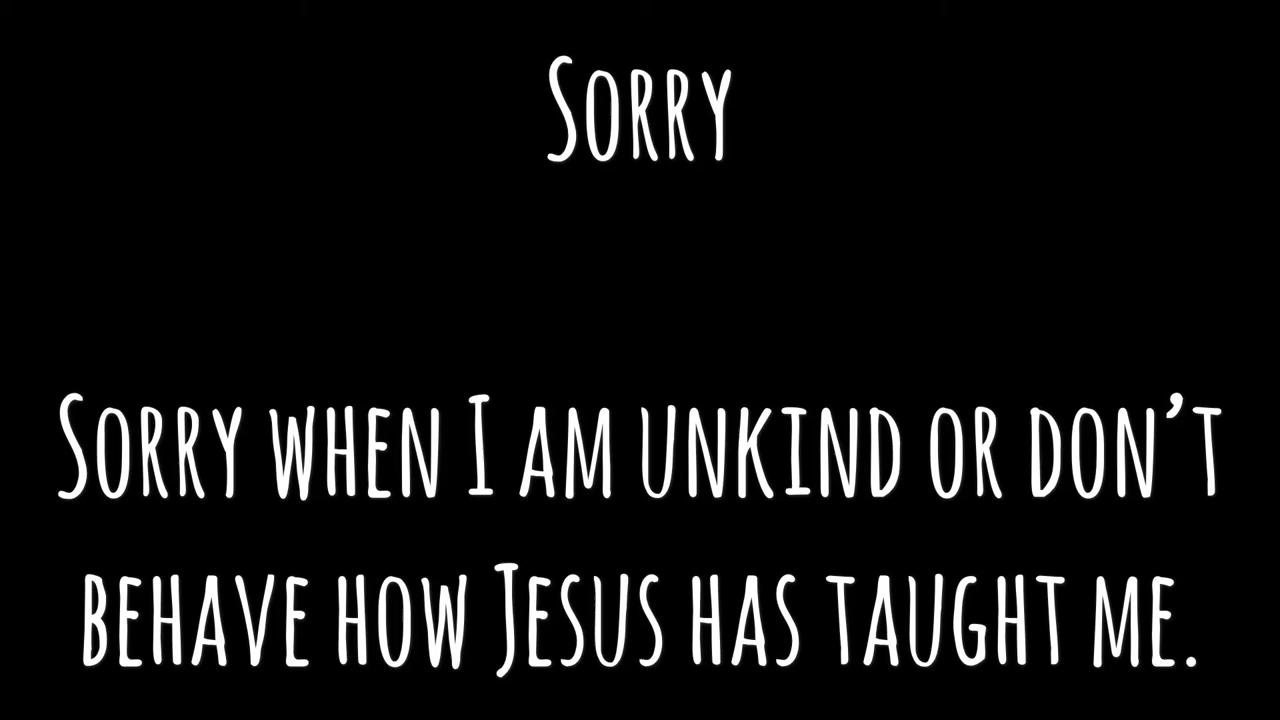 Sorry
Sorry when I am unkind or don’t
behave how Jesus has taught me.